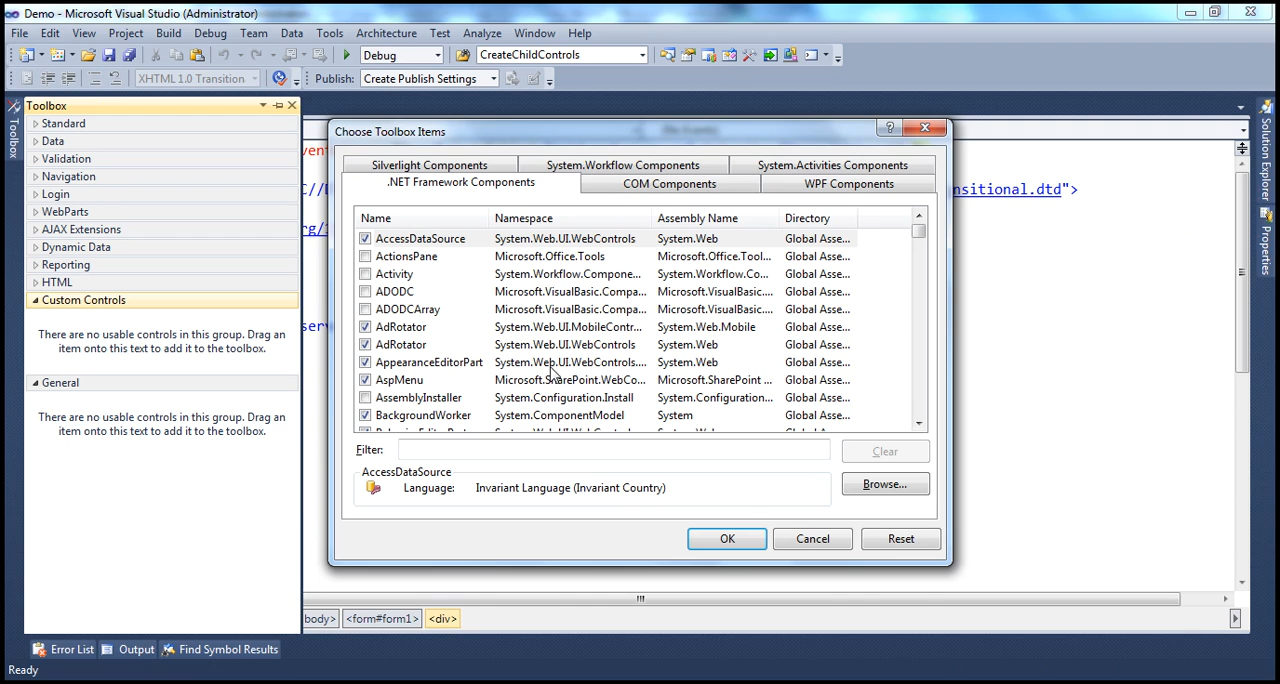 Demo - Microsoft Visual Studio (Administrator)
File Edit View Project Build Debug Team Data Tools Architecture Test Analyze Window Help
Debug CreateChildControls
XHTML 1.0 Transition Publish: Create Publish Settings
Toolbox
Toolbox
Standard
Data
Validation
Navigation
Login
WebParts
AJAX Extensions
Dynamic Data
Reporting
HTML
Custom Controls
There are no usable controls in this group. Drag an
item onto this text to add it to the toolbox.
General
There are no usable controls in this group. Drag an
item onto this text to add it to the toolbox.
(No Events)
vent
C//D
nsitional.dtd">
org/1
serv
Choose Toolbox Items
Silverlight Components System.Workflow Components System.Activities Components
.NET Framework Components COM Components WPF Components
Name Namespace Assembly Name Directory
AccessDataSource System.Web.UI.WebControls System.Web Global Asse...
ActionsPane Microsoft.Office.Tools Microsoft.Office.Tool... Global Asse...
Activity System.Workflow.Compone... System.Workflow.Co... Global Asse...
ADODC Microsoft.VisualBasic.Compa... Microsoft.VisualBasic.... Global Asse...
ADODCArray Microsoft.VisualBasic.Compa... Microsoft.VisualBasic.... Global Asse...
AdRotator System.Web.UI.MobileContr... System.Web.Mobile Global Asse...
AdRotator System.Web.UI.WebControls System.Web Global Asse...
AppearanceEditorPart System.Web.UI.WebControls.... System.Web Global Asse...
AspMenu Microsoft.SharePoint.WebCo... Microsoft.SharePoint ... Global Asse...
AssemblyInstaller System.Configuration.Install System.Configuration... Global Asse...
BackgroundWorker System.ComponentModel System Global Asse...
Filter: Clear
AccessDataSource
Language: Invariant Language (Invariant Country) Browse...
OK Cancel Reset
Solution Explorer
Properties
body> <form#form1> <div>
Error List Output Find Symbol Results
Ready